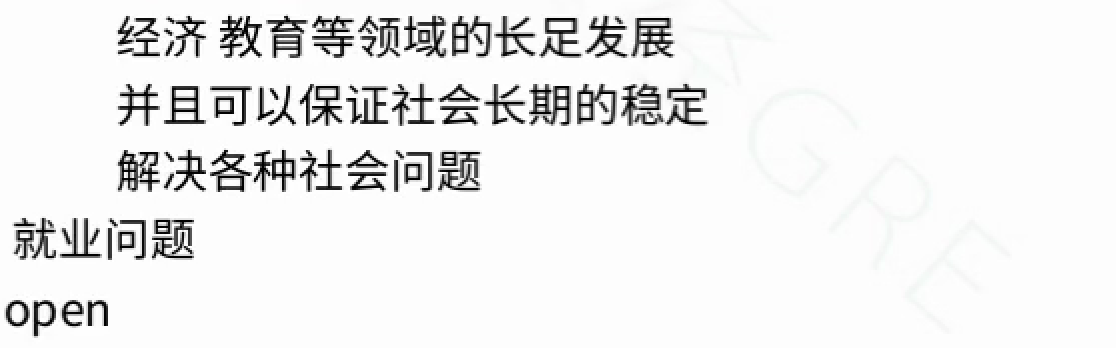 经济 教育等领域的长足发展
并且可以保证社会长期的稳定
解决各种社会问题
就业问题
open
GRE